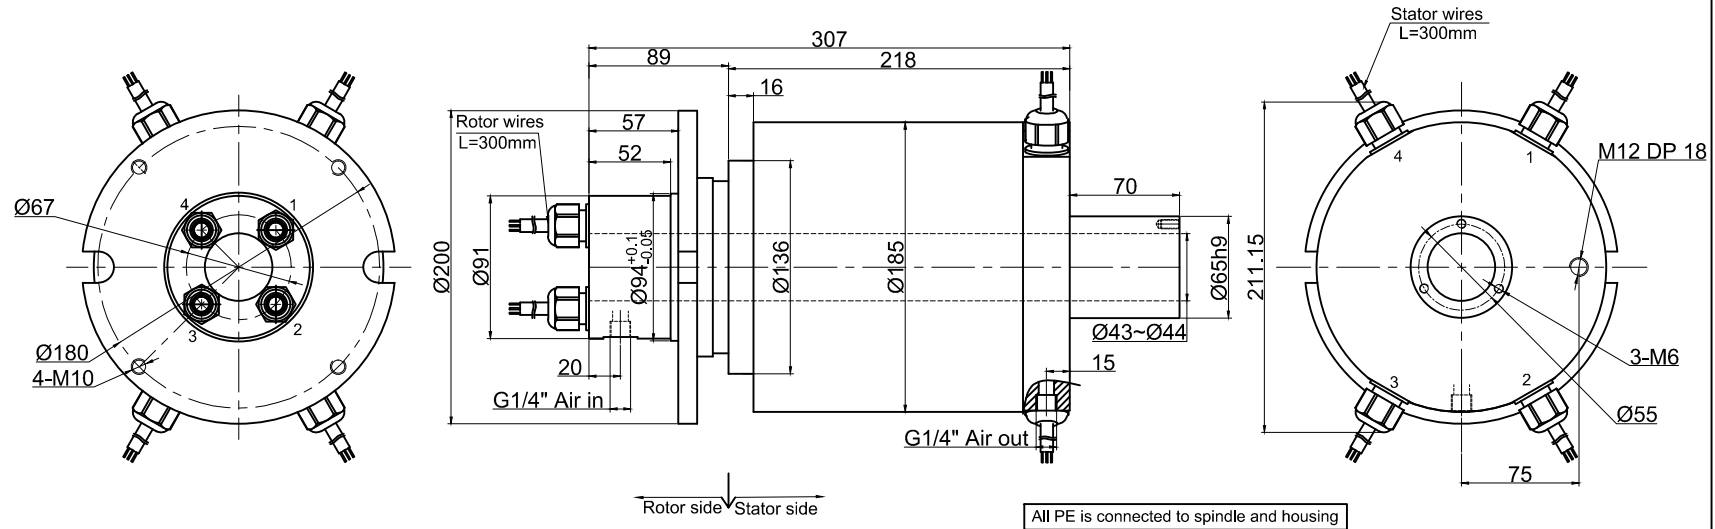 Ø67
4
1
3
2
Ø180
4-M10
307
89
218
16
Rotor wires
L=300mm
57
52
70
Ø200
Ø91
Ø94 +0.1 -0.05
Ø136
Ø185
Ø65h9
Ø43~Ø44
20
15
G1/4" Air in
G1/4" Air out
Rotor side
Stator side
All PE is connected to spindle and housing
Stator wires
L=300mm
4
1
M12 DP 18
211.15
3
2
3-M6
Ø55
75